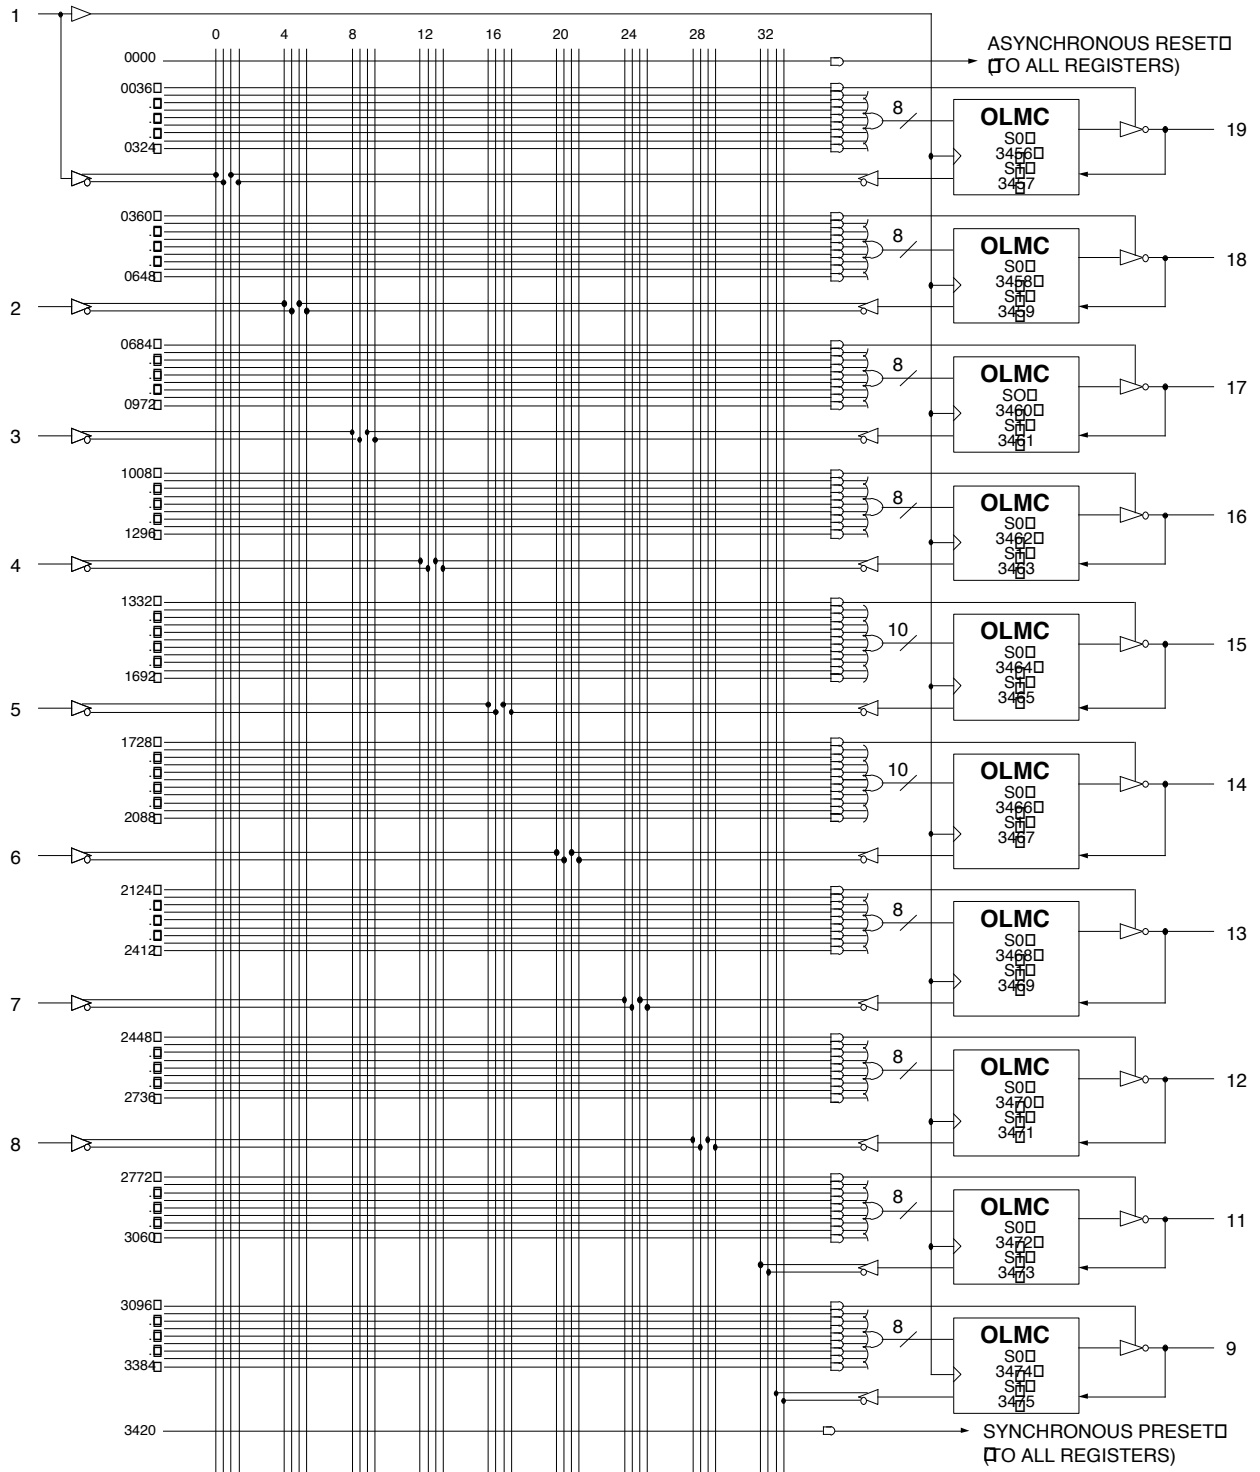 1
0 4 8 12 16 20 24 28 32
ASYNCHRONOUS RESET
(TO ALL REGISTERS)
0000
0036
.
.
.
0324
8
OLMC
S0
3456
S1
3457
19
0360
.
.
.
0648
8
OLMC
S0
3458
S1
3459
18
2
0684
.
.
.
0972
8
OLMC
SO
3460
S1
3461
17
3
1008
.
.
.
1296
8
OLMC
S0
3462
S1
3463
16
4
1332
.
.
.
1692
10
OLMC
S0
3464
S1
3465
15
5
1728
.
.
.
2088
10
OLMC
S0
3466
S1
3467
14
6
2124
.
.
.
2412
8
OLMC
S0
3468
S1
3469
13
7
2448
.
.
.
2736
8
OLMC
S0
3470
S1
3471
12
8
2772
.
.
.
3060
8
OLMC
S0
3472
S1
3473
11
3096
.
.
.
3384
8
OLMC
S0
3474
S1
3475
9
3420
SYNCHRONOUS PRESET
(TO ALL REGISTERS)